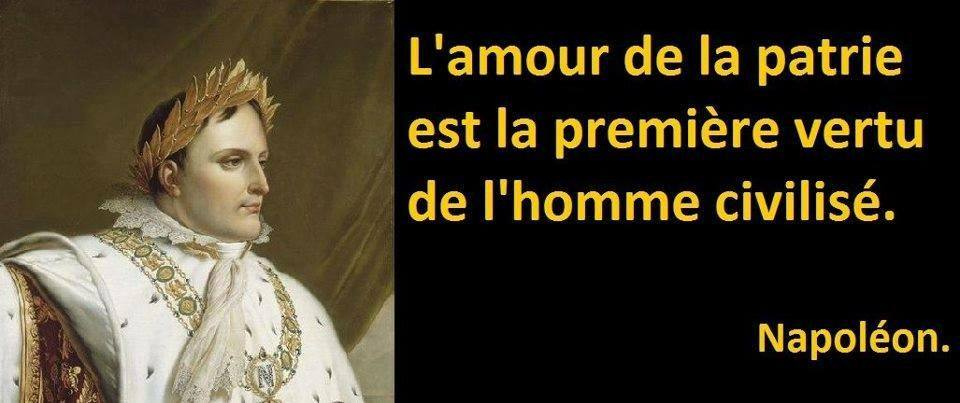 L'amour de la patrie
est la première vertu
de l'homme civilisé.
Napoléon.